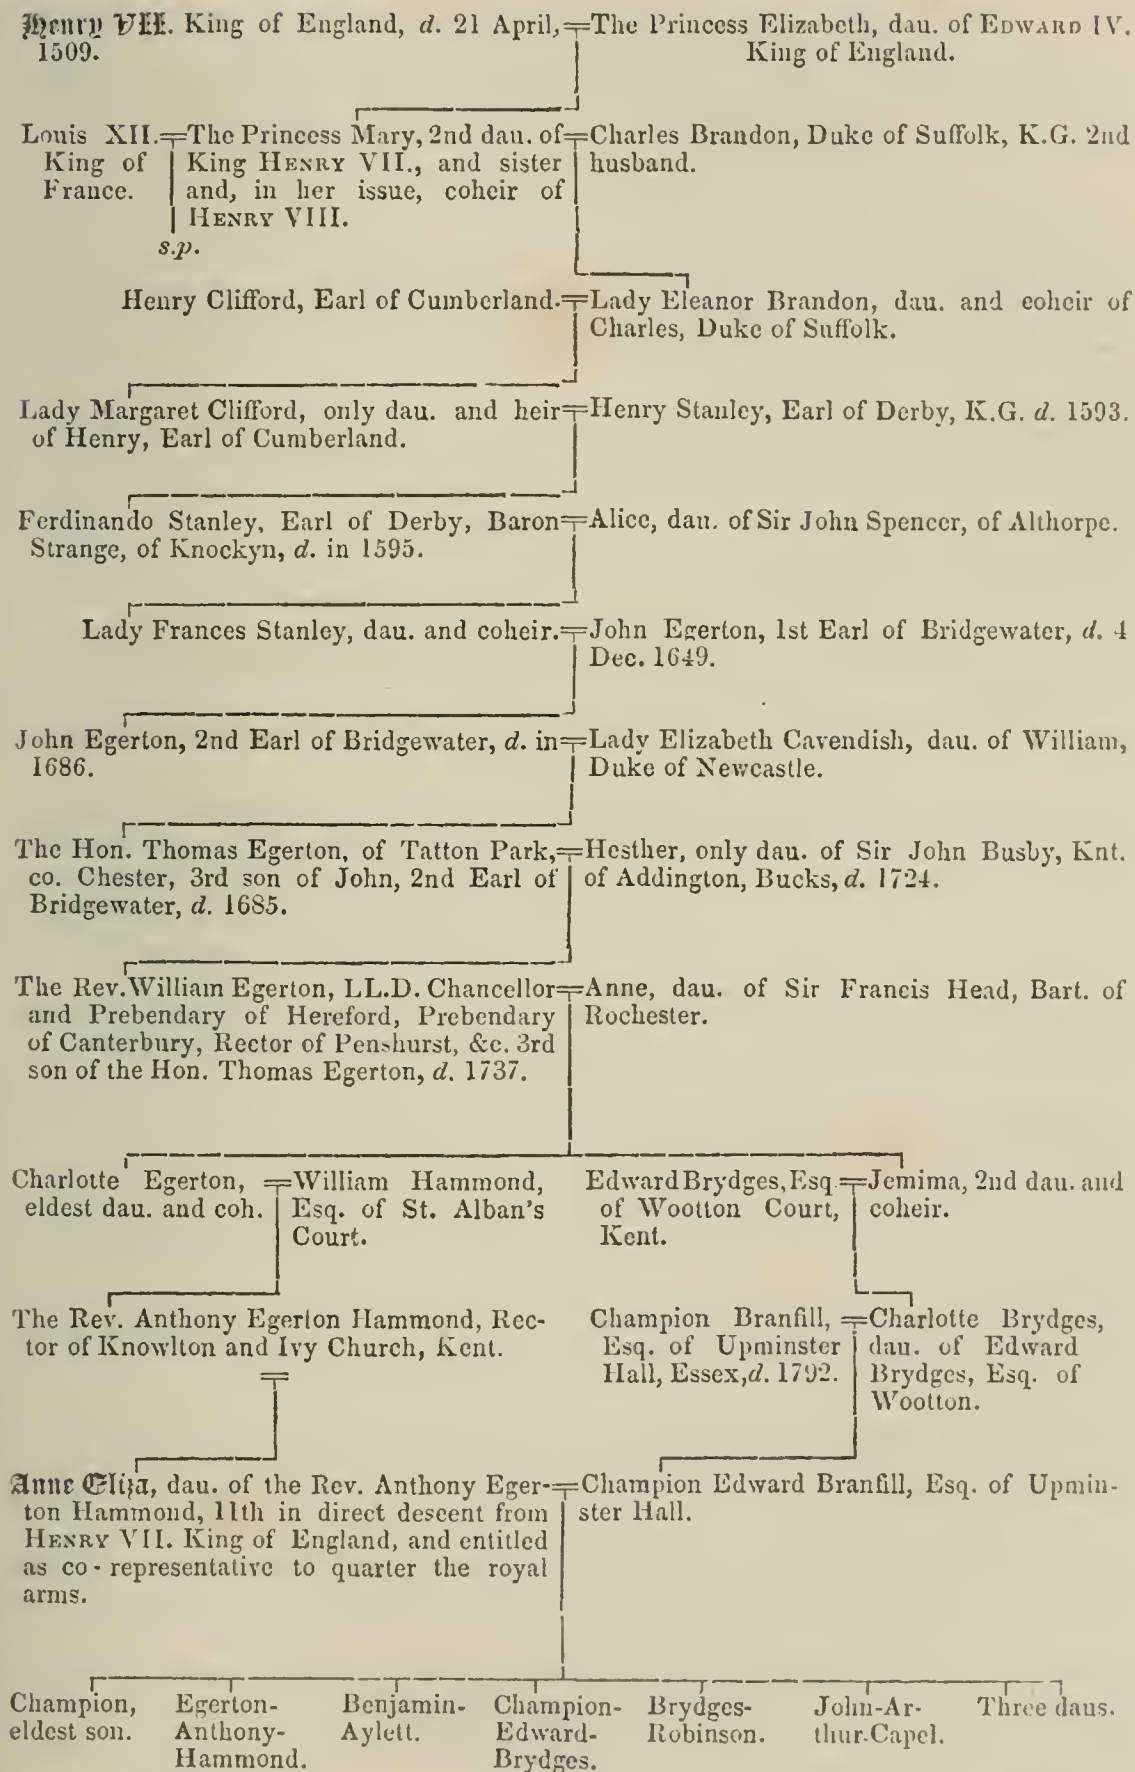 Henry VII. King of England, d. 21 April,
1509.
The Princess Elizabeth, dau. of EDWARD IV.
King of England.
Louis XII.
King of
France.
The Princess Mary, 2nd dau. of
King HENRY VII., and sister
and, in her issue, coheir of
HENRY VIII.
s.p.
Charles Brandon, Duke of Suffolk, K.G. 2nd
husband.
Henry Clifford, Earl of Cumberland.
Lady Eleanor Brandon, dau. and coheir of
Charles, Duke of Suffolk.
Lady Margaret Clifford, only dau. and heir
of Henry, Earl of Cumberland.
Henry Stanley, Earl of Derby, K.G. d. 1593.
Ferdinando Stanley, Earl of Derby, Baron
Strange, of Knockyn, d. in 1595.
Alice, dau. of Sir John Spencer, of Althorpe.
Lady Frances Stanley, dau. and coheir.
John Egerton, 1st Earl of Bridgewater, d. 4
Dec. 1649.
John Egerton, 2nd Earl of Bridgewater, d. in
1686.
Lady Elizabeth Cavendish, dau. of William,
Duke of Newcastle.
The Hon. Thomas Egerton, of Tatton Park,
co. Chester, 3rd son of John, 2nd Earl of
Bridgewater, d. 1685.
Hesther, only dau. of Sir John Busby, Knt.
of Addington, Bucks, d. 1724.
The Rev. William Egerton, LL.D. Chancellor
and Prebendary of Hereford, Prebendary
of Canterbury, Rector of Penshurst, &c. 3rd
son of the Hon. Thomas Egerton, d. 1737.
Anne, dau. of Sir Francis Head, Bart. of
Rochester.
Charlotte Egerton,
eldest dau. and coh.
William Hammond,
Esq. of St. Alban's
Court.
Edward Brydges, Esq.
of Wootton Court,
Kent.
Jemima, 2nd dau. and
coheir.
The Rev. Anthony Egerton Hammond, Rec-
tor of Knowlton and Ivy Church, Kent.
Champion Branfill,
Esq. of Upminster
Hall, Essex, d. 1792.
Charlotte Brydges,
dau. of Edward
Brydges, Esq. of
Wootton.
Anne Eliza, dau. of the Rev. Anthony Eger-
ton Hammond, 11th in direct descent from
HENRY VII. King of England, and entitled
as co-representative to quarter the royal
arms.
Champion Edward Branfill, Esq. of Upmin-
ster Hall.
Champion,
eldest son.
Egerton-
Anthony-
Hammond.
Benjamin-
Aylett.
Champion-
Edward-
Brydges.
Brydges-
Robinson.
John-Ar-
thur-Capel.
Three daus.